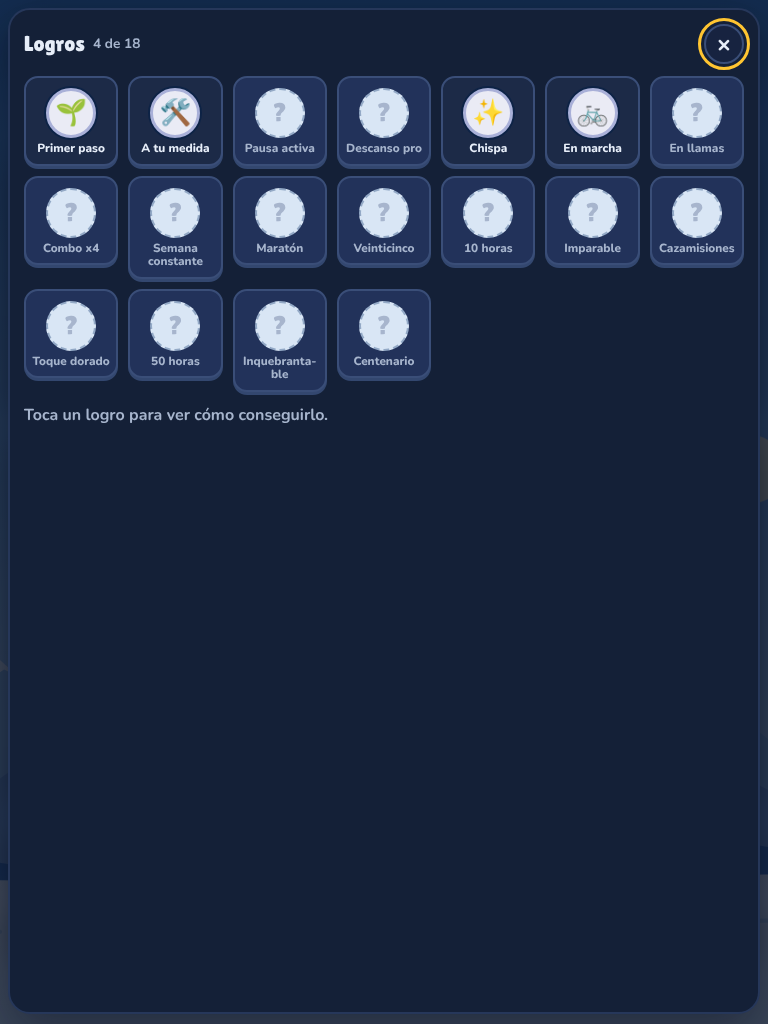 Logros 4 de 18
×
Primer paso
A tu medida
?
Pausa activa
?
Descanso pro
Chispa
En marcha
?
En llamas
?
Combo x4
?
Semana
constante
?
Maratón
?
Veinticinco
?
10 horas
?
Imparable
?
Cazamisiones
?
Toque dorado
?
50 horas
?
Inquebranta-
ble
?
Centenario
Toca un logro para ver cómo conseguirlo.